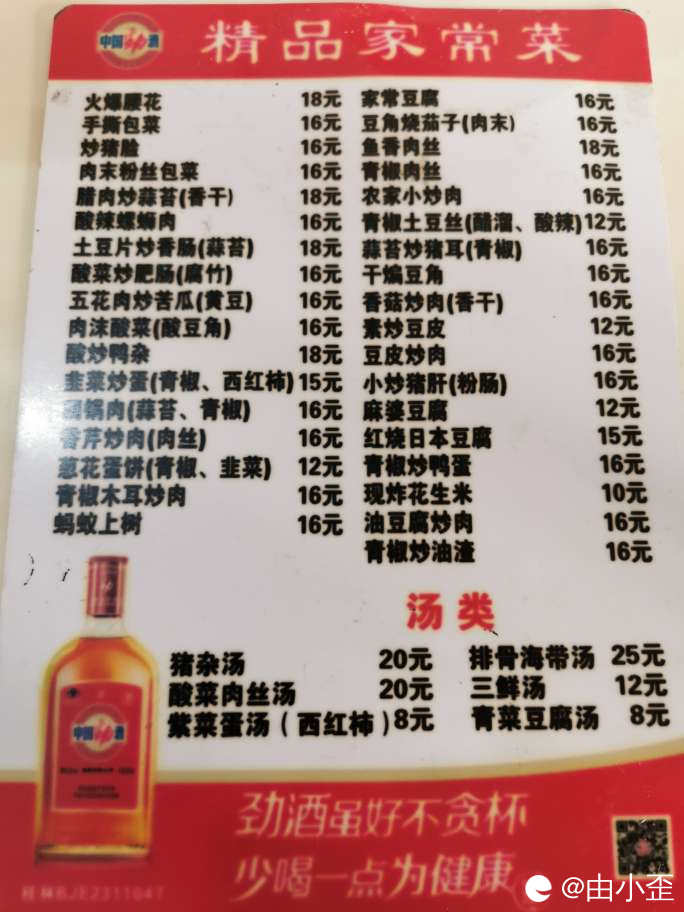 中国劲酒
精品家常菜
火爆腰花 18元
手撕包菜 16元
炒猪脸 16元
肉末粉丝包菜 16元
腊肉炒蒜苔(香干) 18元
酸辣螺蛳肉 16元
土豆片炒香肠(蒜苔) 18元
酸菜炒肥肠(腐竹) 16元
五花肉炒苦瓜(黄豆) 16元
肉沫酸菜(酸豆角) 16元
酸炒鸭杂 18元
韭菜炒蛋(青椒、西红柿) 15元
回锅肉(蒜苔、青椒) 16元
香芹炒肉(肉丝) 16元
葱花蛋饼(青椒、韭菜) 12元
青椒木耳炒肉 16元
蚂蚁上树 16元
家常豆腐 16元
豆角烧茄子(肉末) 16元
鱼香肉丝 18元
青椒肉丝 16元
农家小炒肉 16元
青椒土豆丝(醋溜、酸辣) 12元
蒜苔炒猪耳(青椒) 16元
干煸豆角 16元
香菇炒肉(香干) 16元
素炒豆皮 12元
豆皮炒肉 16元
小炒猪肝(粉肠) 16元
麻婆豆腐 12元
红烧日本豆腐 15元
青椒炒鸭蛋 16元
现炸花生米 10元
油豆腐炒肉 16元
青椒炒油渣 16元
汤类
猪杂汤 20元
酸菜肉丝汤 20元
紫菜蛋汤（西红柿）8元
排骨海带汤 25元
三鲜汤 12元
青菜豆腐汤 8元
中国劲酒
劲酒虽好不贪杯
少喝一点为健康
桂林BJE2311047
@由小歪